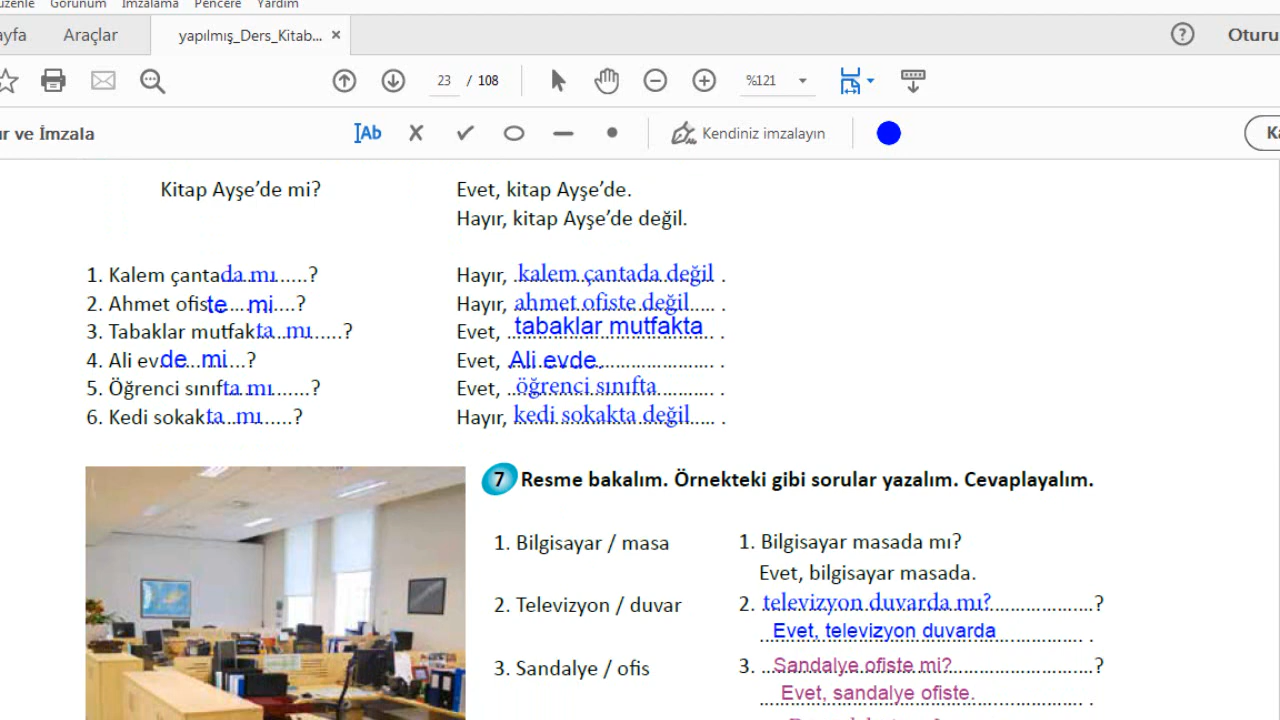 Görünüm İmzalama Pencere Yardım
Araçlar yapılmış_Ders_Kitab... ×
23 / 108 %121
ve İmzala Ab Kendiniz imzalayın
Kitap Ayşe'de mi? Evet, kitap Ayşe'de.
Hayır, kitap Ayşe'de değil.
1. Kalem çantada mı......? Hayır, kalem çantada değil .
2. Ahmet ofiste mi....? Hayır, ahmet ofiste değil..... .
3. Tabaklar mutfakta mı......? Evet, tabaklar mutfakta .
4. Ali evde mi...? Evet, Ali evde. .
5. Öğrenci sınıfta mı.......? Evet, öğrenci sınıfta .
6. Kedi sokakta mı......? Hayır, kedi sokakta değil..... .
7 Resme bakalım. Örnekteki gibi sorular yazalım. Cevaplayalım.
1. Bilgisayar / masa 1. Bilgisayar masada mı?
Evet, bilgisayar masada.
2. Televizyon / duvar 2. televizyon duvarda mı?....................?
Evet, televizyon duvarda................ .
3. Sandalye / ofis 3. Sandalye ofiste mi?...........................?
Evet, sandalye ofiste. .